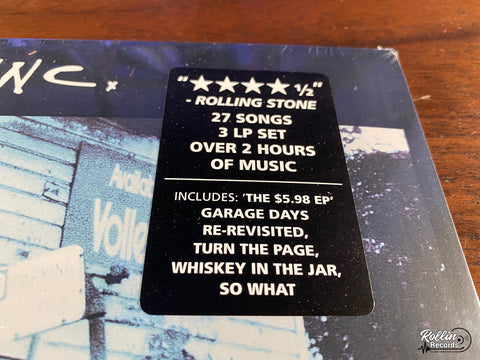 INC.
"★★★★ ½"
- ROLLING STONE
27 SONGS
3 LP SET
OVER 2 HOURS
OF MUSIC
INCLUDES: 'THE $5.98 EP'
GARAGE DAYS
RE-REVISITED,
TURN THE PAGE,
WHISKEY IN THE JAR,
SO WHAT
PARKING
Rollin
Records